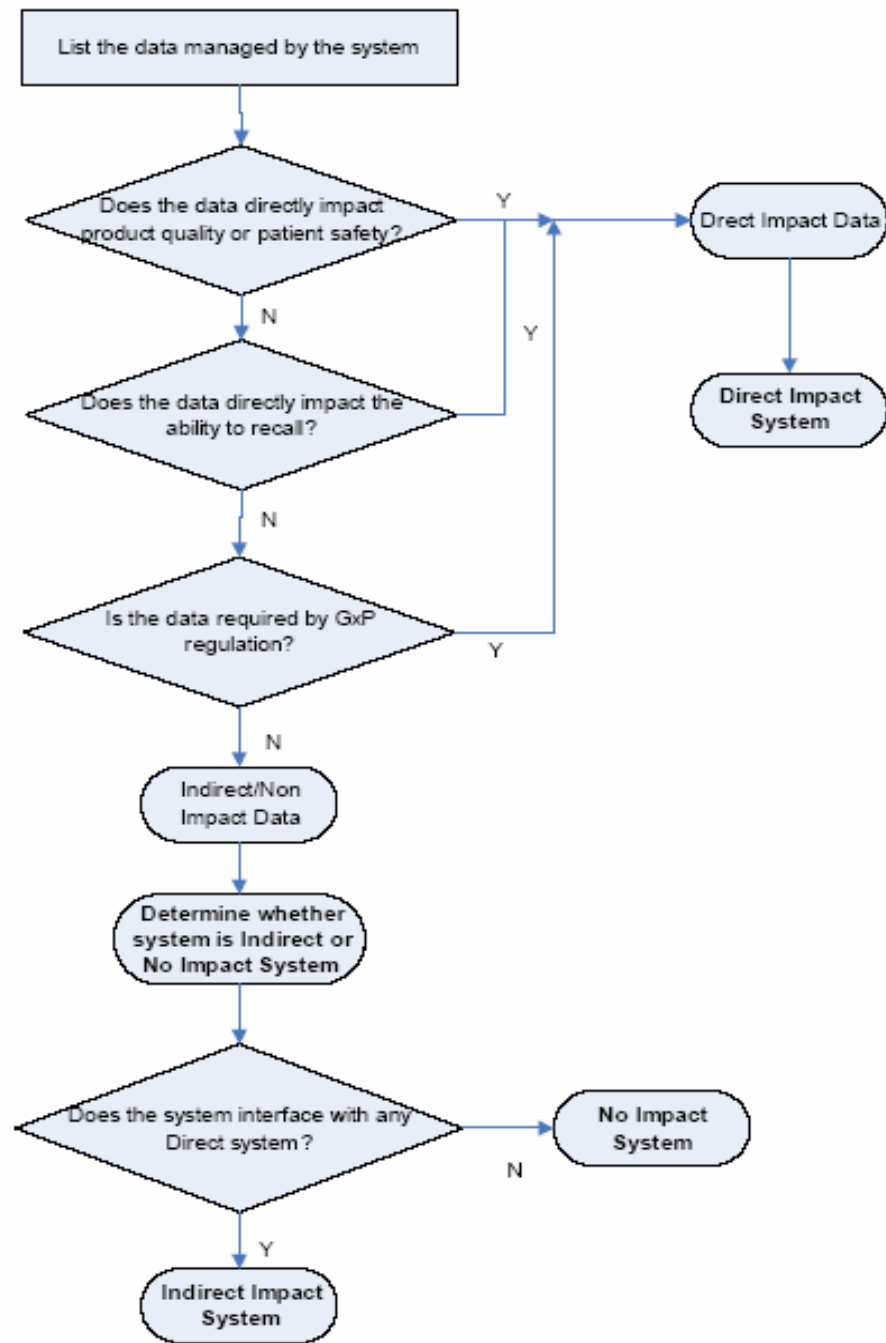 List the data managed by the system
Does the data directly impact
product quality or patient safety?
Y
Drect Impact Data
N
Y
Does the data directly impact the
ability to recall?
Direct Impact
System
N
Is the data required by GxP
regulation?
Y
N
Indirect/Non
Impact Data
Determine whether
system is Indirect or
No Impact System
Does the system interface with any
Direct system?
No Impact
System
N
Y
Indirect Impact
System